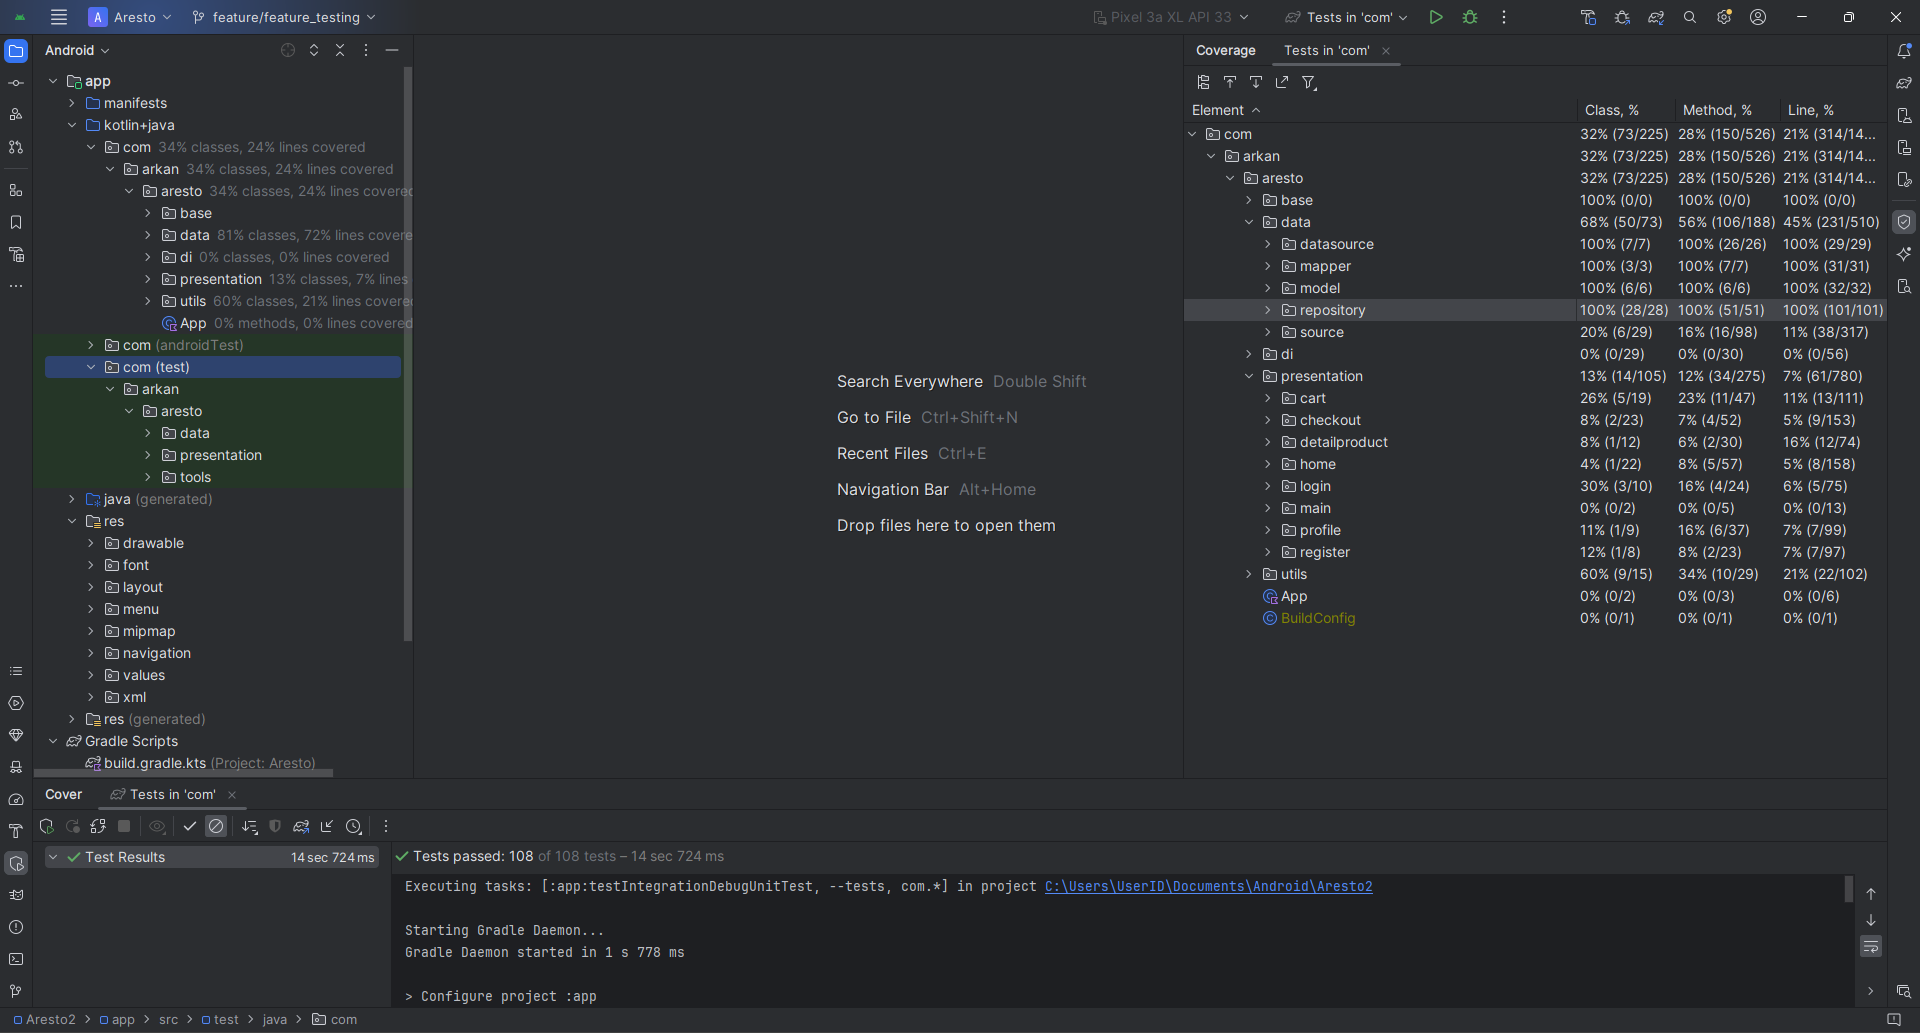 A Aresto feature/feature_testing Pixel 3a XL API 33 Tests in 'com'
Android
app
manifests
kotlin+java
com 34% classes, 24% lines covered
arkan 34% classes, 24% lines covered
aresto 34% classes, 24% lines covered
base
data 81% classes, 72% lines covere
di 0% classes, 0% lines covered
presentation 13% classes, 7% lines
utils 60% classes, 21% lines covered
App 0% methods, 0% lines covered
com (androidTest)
com (test)
arkan
aresto
data
presentation
tools
java (generated)
res
drawable
font
layout
menu
mipmap
navigation
values
xml
res (generated)
Gradle Scripts
build.gradle.kts (Project: Aresto)
Search Everywhere Double Shift
Go to File Ctrl+Shift+N
Recent Files Ctrl+E
Navigation Bar Alt+Home
Drop files here to open them
Coverage Tests in 'com'
Element Class, % Method, % Line, %
com 32% (73/225) 28% (150/526) 21% (314/14...
arkan 32% (73/225) 28% (150/526) 21% (314/14...
aresto 32% (73/225) 28% (150/526) 21% (314/14...
base 100% (0/0) 100% (0/0) 100% (0/0)
data 68% (50/73) 56% (106/188) 45% (231/510)
datasource 100% (7/7) 100% (26/26) 100% (29/29)
mapper 100% (3/3) 100% (7/7) 100% (31/31)
model 100% (6/6) 100% (6/6) 100% (32/32)
repository 100% (28/28) 100% (51/51) 100% (101/101)
source 20% (6/29) 16% (16/98) 11% (38/317)
di 0% (0/29) 0% (0/30) 0% (0/56)
presentation 13% (14/105) 12% (34/275) 7% (61/780)
cart 26% (5/19) 23% (11/47) 11% (13/111)
checkout 8% (2/23) 7% (4/52) 5% (9/153)
detailproduct 8% (1/12) 6% (2/30) 16% (12/74)
home 4% (1/22) 8% (5/57) 5% (8/158)
login 30% (3/10) 16% (4/24) 6% (5/75)
main 0% (0/2) 0% (0/5) 0% (0/13)
profile 11% (1/9) 16% (6/37) 7% (7/99)
register 12% (1/8) 8% (2/23) 7% (7/97)
utils 60% (9/15) 34% (10/29) 21% (22/102)
App 0% (0/2) 0% (0/3) 0% (0/6)
BuildConfig 0% (0/1) 0% (0/1) 0% (0/1)
Cover Tests in 'com'
Test Results 14 sec 724 ms
Tests passed: 108 of 108 tests – 14 sec 724 ms
Executing tasks: [:app:testIntegrationDebugUnitTest, --tests, com.*] in project C:\Users\UserID\Documents\Android\Aresto2
Starting Gradle Daemon...
Gradle Daemon started in 1 s 778 ms
> Configure project :app
Aresto2 > app > src > test > java > com